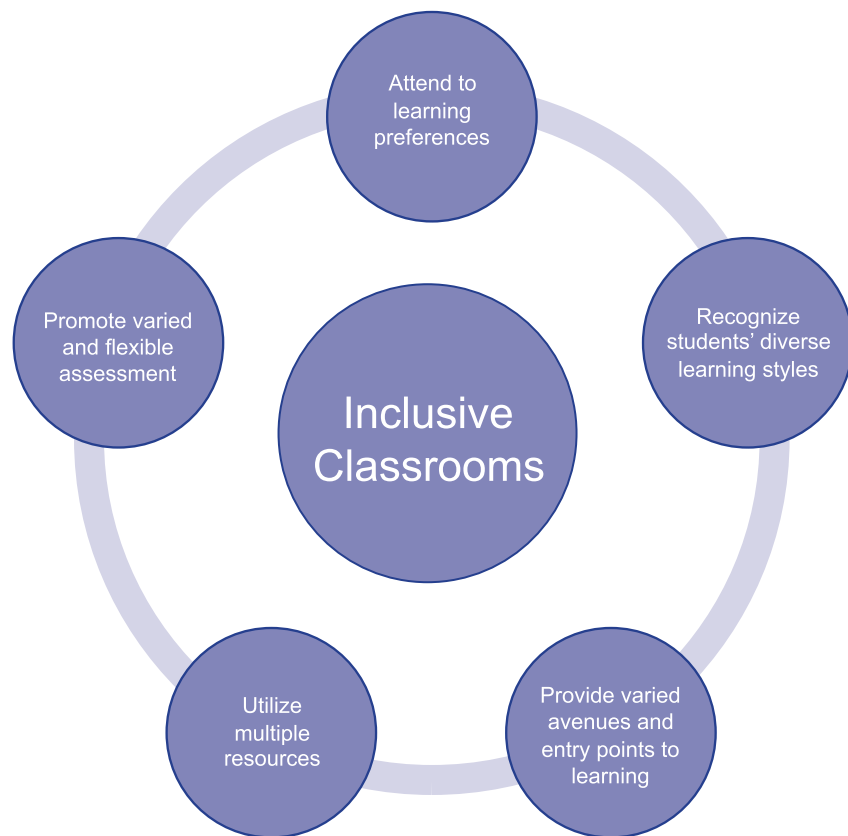 Attend to
learning
preferences
Recognize
students’ diverse
learning styles
Provide varied
avenues and
entry points to
learning
Utilize
multiple
resources
Promote varied
and flexible
assessment
Inclusive
Classrooms